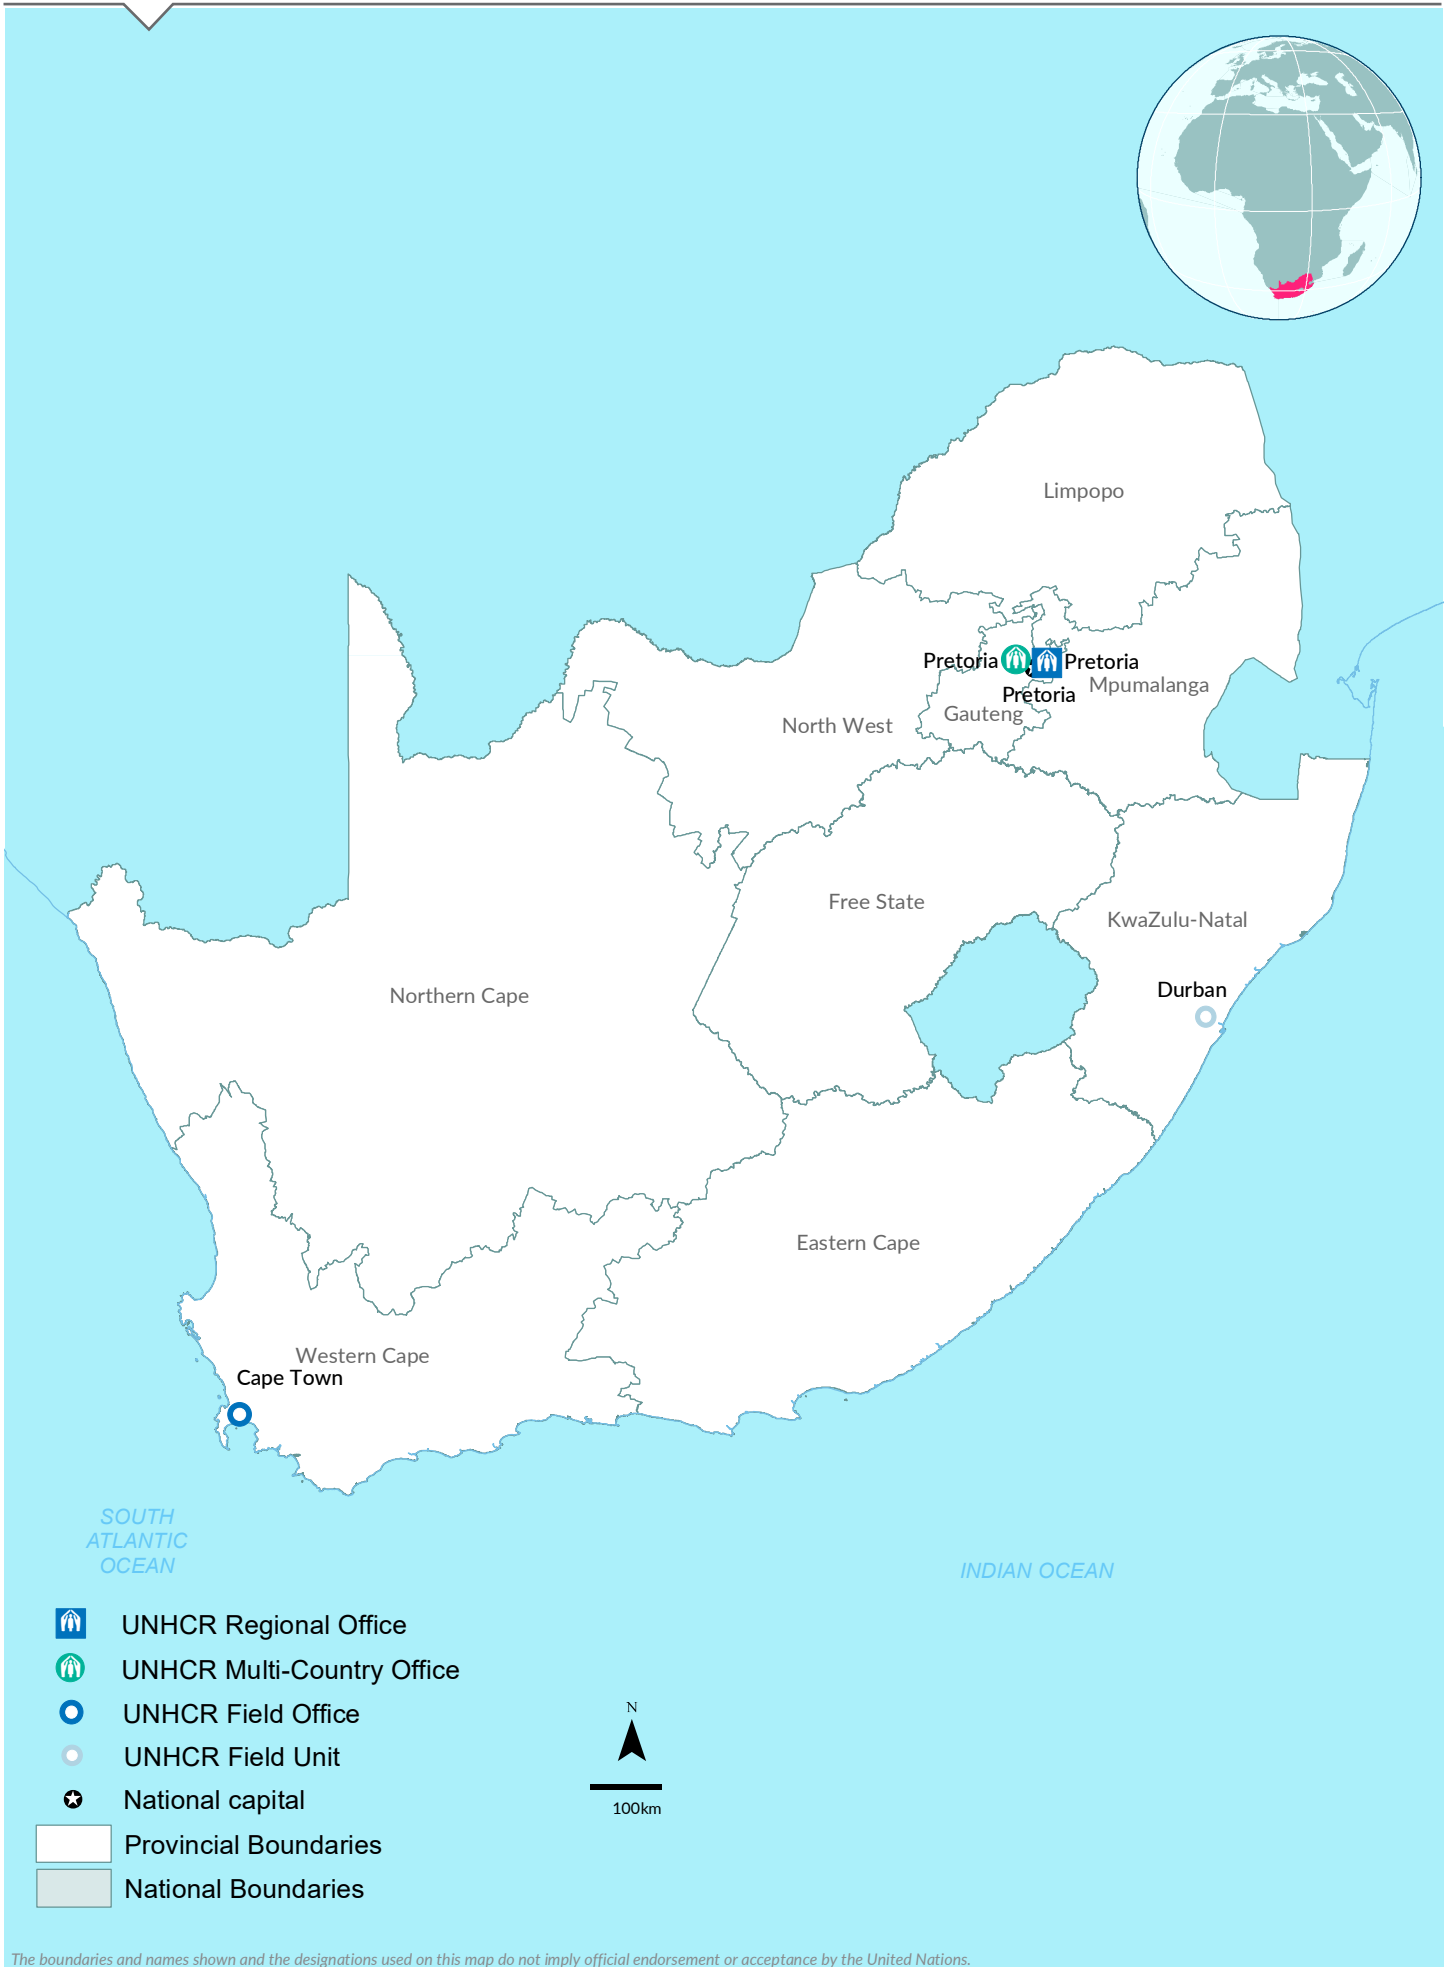 Limpopo
Pretoria
Pretoria
Pretoria
Mpumalanga
Gauteng
North West
Free State
KwaZulu-Natal
Durban
Northern Cape
Eastern Cape
Western Cape
Cape Town
SOUTH
ATLANTIC
OCEAN
INDIAN OCEAN
UNHCR Regional Office
UNHCR Multi-Country Office
UNHCR Field Office
UNHCR Field Unit
National capital
Provincial Boundaries
National Boundaries
N
100km
The boundaries and names shown and the designations used on this map do not imply official endorsement or acceptance by the United Nations.